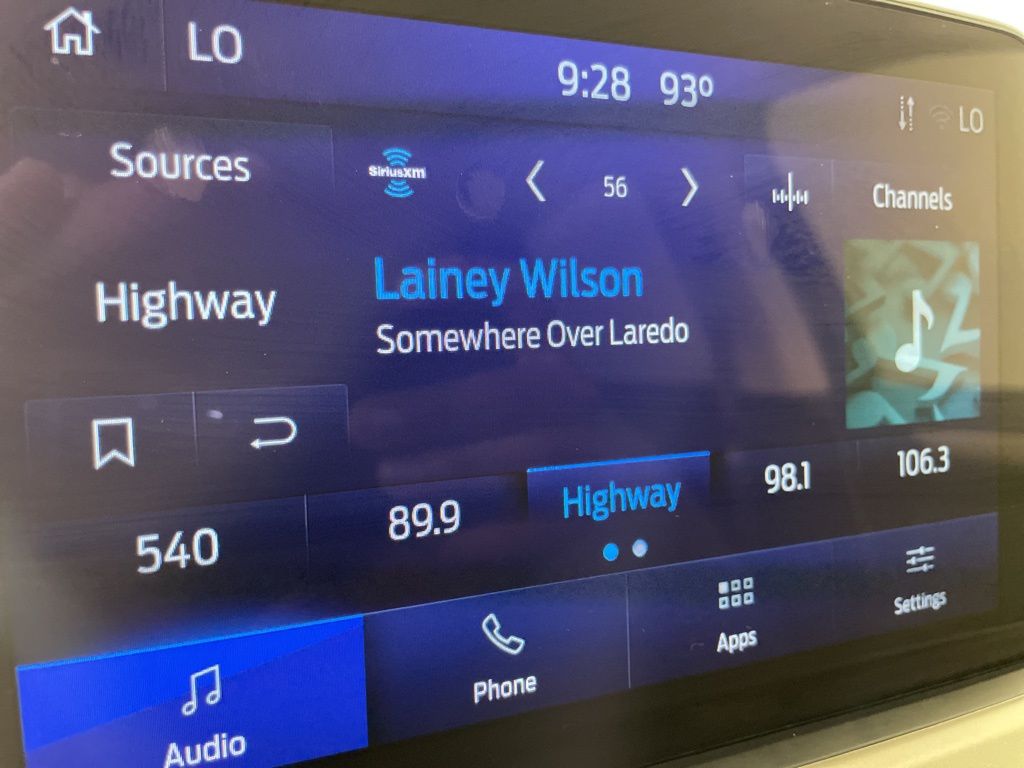 LO
9:28 93°
LO
Sources
SiriusXM
56
Channels
Highway
Lainey Wilson
Somewhere Over Laredo
540
89.9
Highway
98.1
106.3
Audio
Phone
Apps
Settings